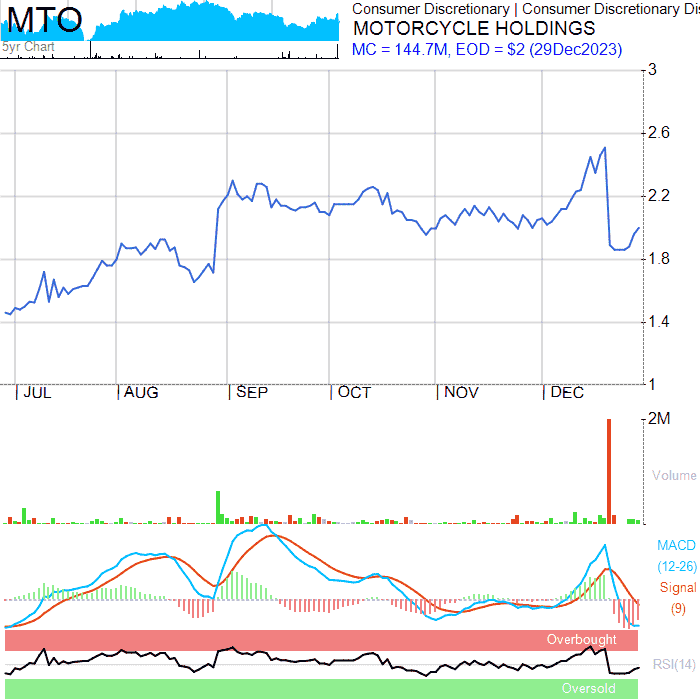 MTO
5yr Chart
Consumer Discretionary | Consumer Discretionary Dis
MOTORCYCLE HOLDINGS
MC = 144.7M, EOD = $2 (29Dec2023)
3
2.6
2.2
1.8
1.4
1
JUL
AUG
SEP
OCT
NOV
DEC
2M
Volume
MACD
(12-26)
Signal
(9)
Overbought
RSI(14)
Oversold